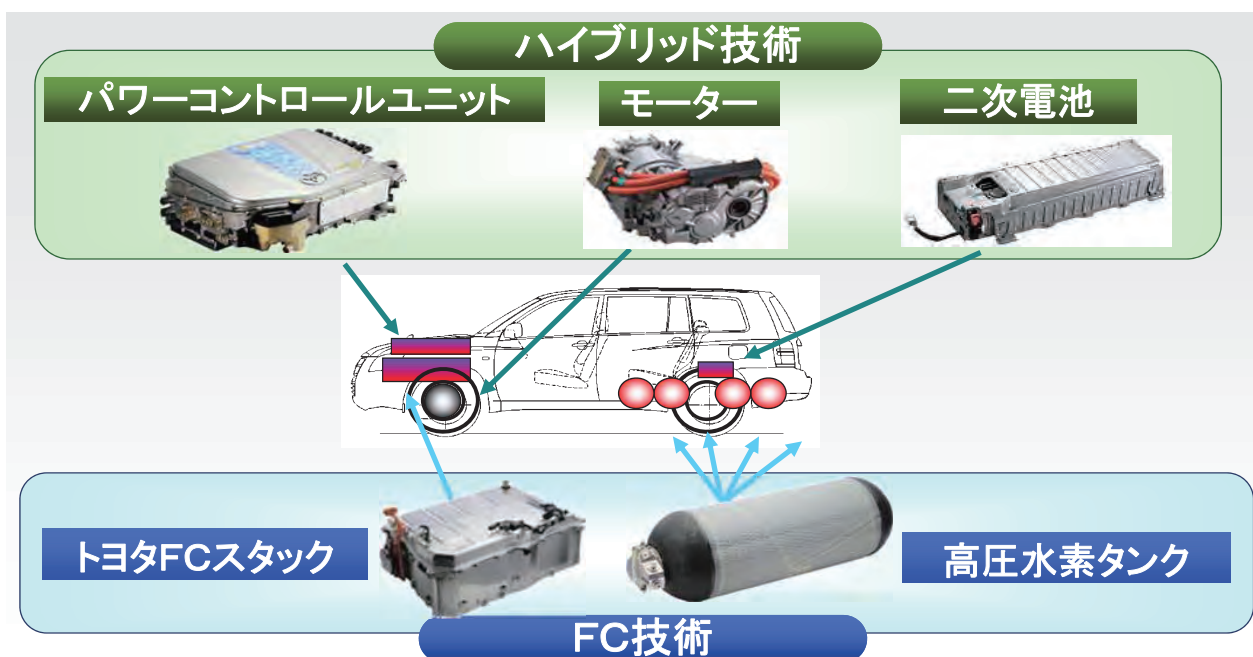 ハイブリッド技術
パワーコントロールユニット
モーター
二次電池
トヨタFCスタック
高圧水素タンク
FC技術